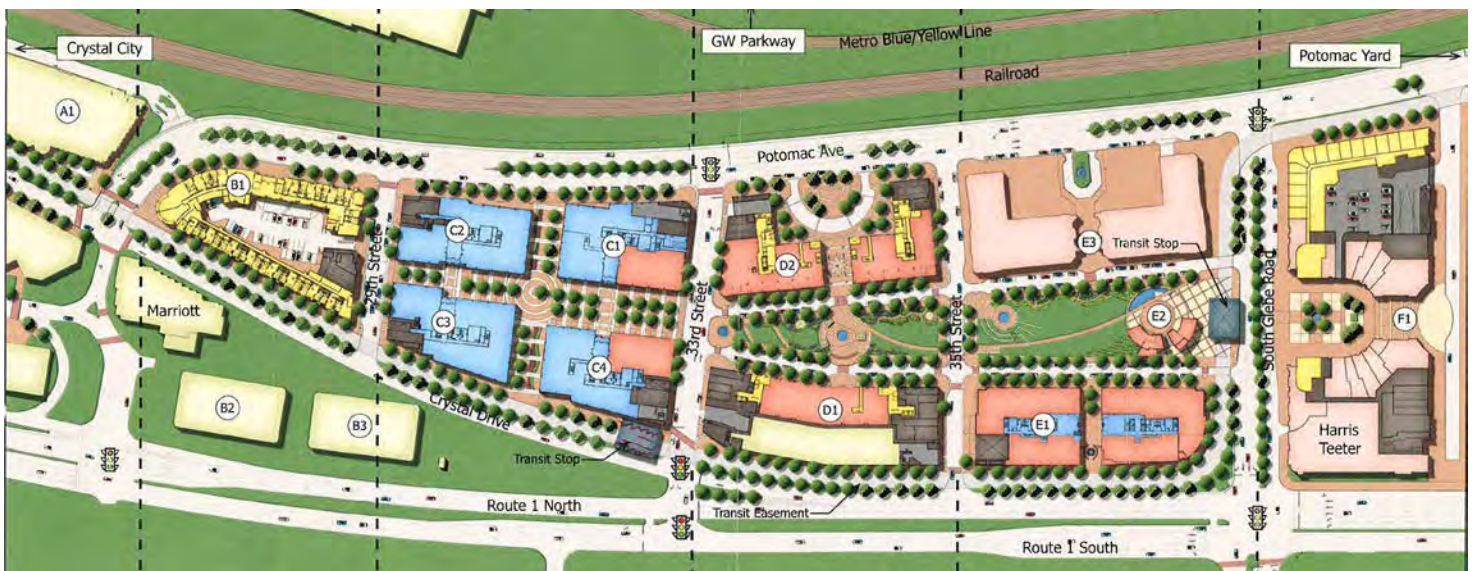 Crystal City
GW Parkway
Metro Blue/Yellow Line
Railroad
Potomac Yard
A1
Potomac Ave
B1
C2
C1
D2
E3
Transit Stop
29th Street
33rd Street
35th Street
South Glebe Road
Marriott
C3
C4
E2
F1
B2
B3
Crystal Drive
D1
E1
Harris
Teeter
Transit Stop
Route 1 North
Transit Easement
Route 1 South